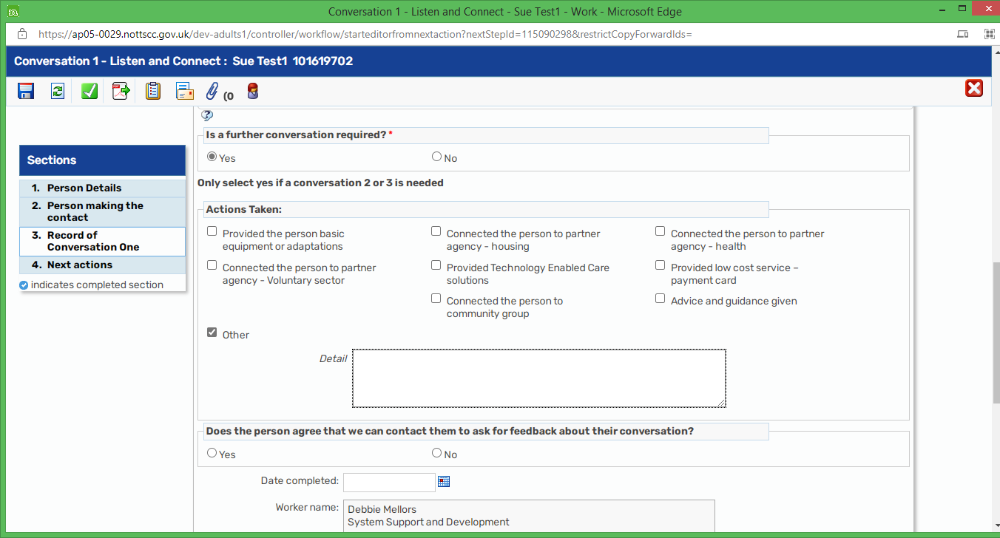 Conversation 1 - Listen and Connect - Sue Test1 - Work - Microsoft Edge
https://ap05-0029.nottscc.gov.uk/dev-adults1/controller/workflow/starteditorfromnextaction?nextStepId=115090298&restrictCopyForwardIds=
Conversation 1 - Listen and Connect : Sue Test1 101619702
(0
Sections
1. Person Details
2. Person making the
contact
3. Record of
Conversation One
4. Next actions
indicates completed section
?
Is a further conversation required? *
Yes No
Only select yes if a conversation 2 or 3 is needed
Actions Taken:
Provided the person basic
equipment or adaptations
Connected the person to partner
agency - housing
Connected the person to partner
agency - health
Connected the person to partner
agency - Voluntary sector
Provided Technology Enabled Care
solutions
Provided low cost service –
payment card
Connected the person to
community group
Advice and guidance given
Other
Detail
Does the person agree that we can contact them to ask for feedback about their conversation?
Yes No
Date completed:
Worker name: Debbie Mellors
System Support and Development